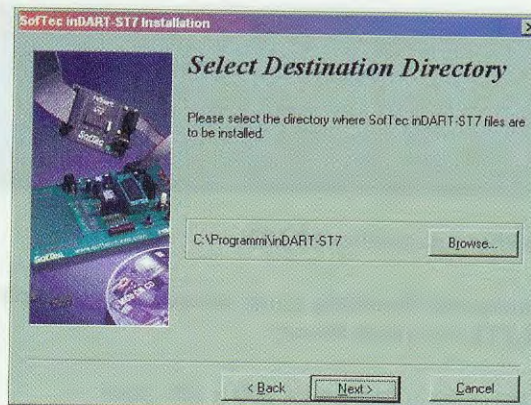 SofTec inDART-ST7 Installation
Select Destination Directory
Please select the directory where SofTec inDART-ST7 files are
to be installed.
C:\Programmi\inDART-ST7
Browse...
< Back
Next >
Cancel
SofTec